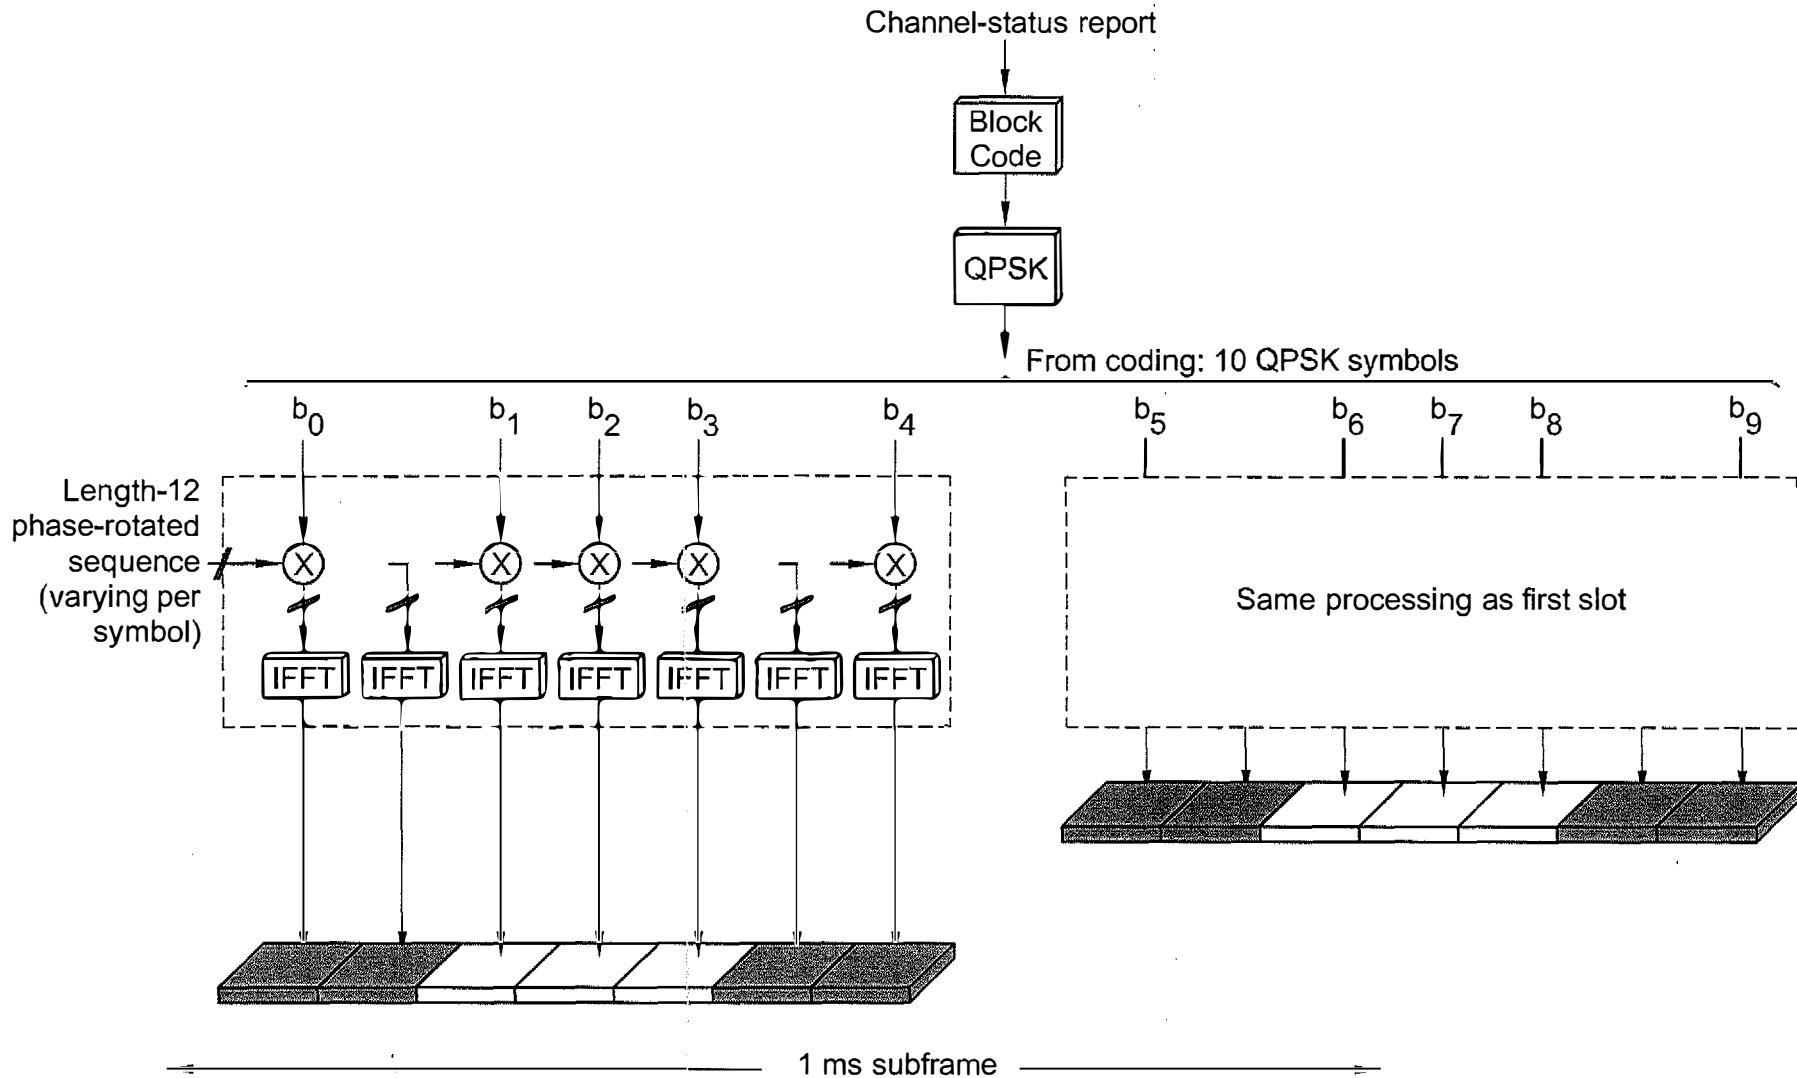 Channel-status report
Block
Code
QPSK
From coding: 10 QPSK symbols
b0 b1 b2 b3 b4 b5 b6 b7 b8 b9
Length-12
phase-rotated
sequence
(varying per
symbol)
X X X X X
Same processing as first slot
IFFT IFFT IFFT IFFT IFFT IFFT IFFT
1 ms subframe